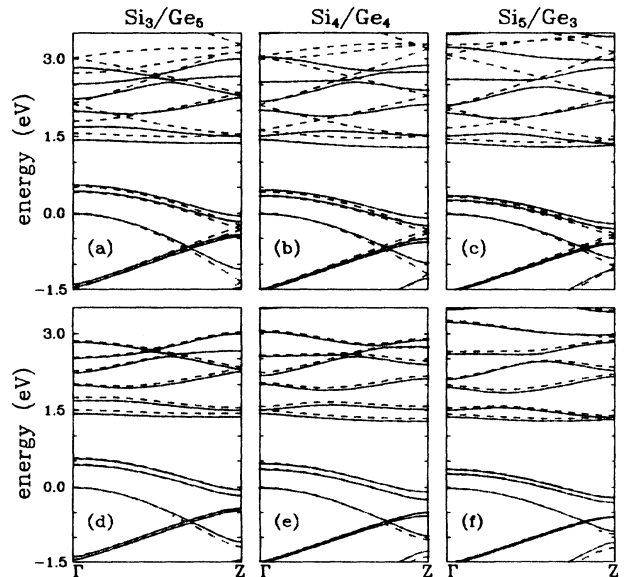 Si₃/Ge₅ Si₄/Ge₄ Si₅/Ge₃
energy (eV)
3.0
1.5
0.0
-1.5
(a) (b) (c)
energy (eV)
3.0
1.5
0.0
-1.5
(d) (e) (f)
Γ Z Γ Z Γ Z